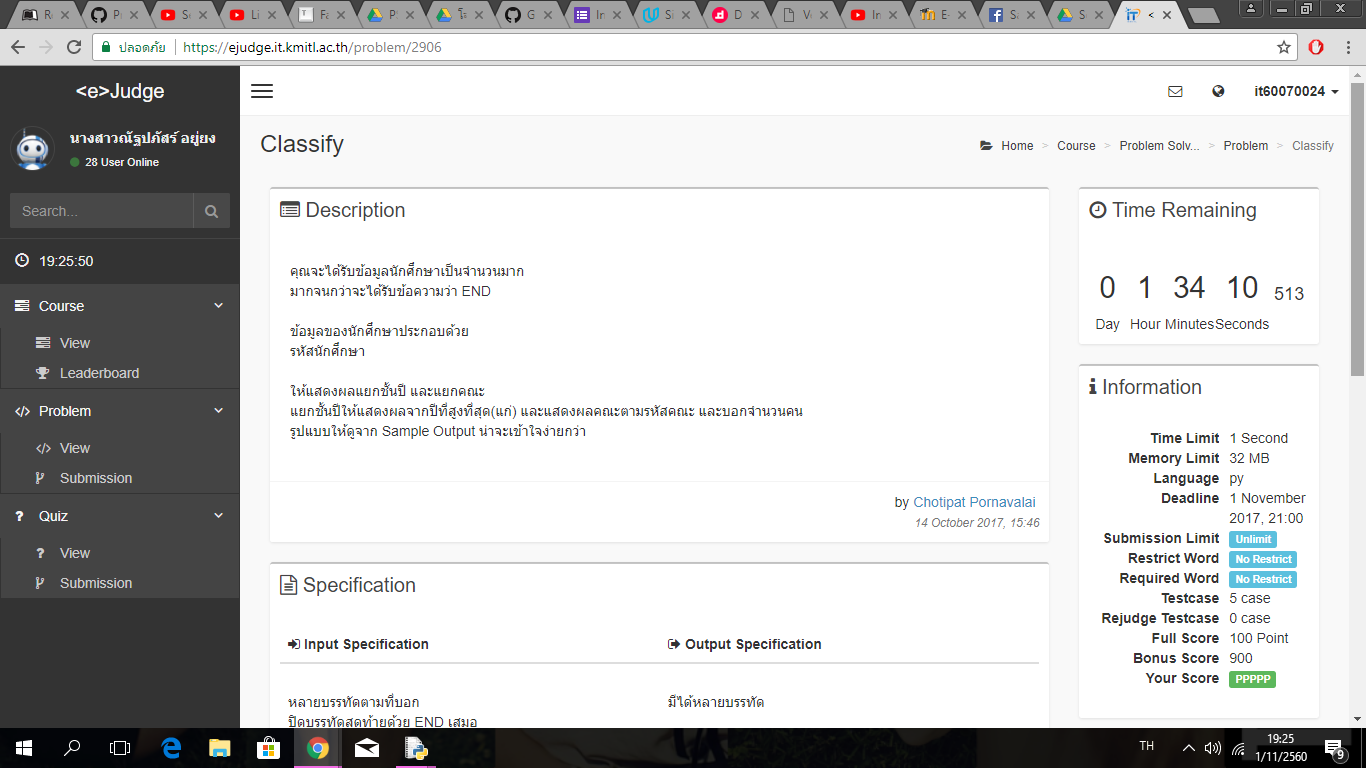 ปลอดภัย https://ejudge.it.kmitl.ac.th/problem/2906
<e>Judge
it60070024
นางสาวณัฐปภัสร์ อยู่ยง
28 User Online
Classify
Home > Course > Problem Solv... > Problem > Classify
Search...
19:25:50
Course
View
Leaderboard
Problem
View
Submission
Quiz
View
Submission
Description
คุณจะได้รับข้อมูลนักศึกษาเป็นจำนวนมาก
มากจนกว่าจะได้รับข้อความว่า END
ข้อมูลของนักศึกษาประกอบด้วย
รหัสนักศึกษา
ให้แสดงผลแยกชั้นปี และแยกคณะ
แยกชั้นปีให้แสดงผลจากปีที่สูงที่สุด(แก่) และแสดงผลคณะตามรหัสคณะ และบอกจำนวนคน
รูปแบบให้ดูจาก Sample Output น่าจะเข้าใจง่ายกว่า
by Chotipat Pornavalai
14 October 2017, 15:46
Specification
Input Specification
Output Specification
หลายบรรทัดตามที่บอก
มีได้หลายบรรทัด
ปิดบรรทัดสุดท้ายด้วย END เสมอ
Time Remaining
0 1 34 10 513
Day Hour Minutes Seconds
Information
Time Limit 1 Second
Memory Limit 32 MB
Language py
Deadline 1 November
2017, 21:00
Submission Limit Unlimit
Restrict Word No Restrict
Required Word No Restrict
Testcase 5 case
Rejudge Testcase 0 case
Full Score 100 Point
Bonus Score 900
Your Score PPPPP
TH
19:25
1/11/2560
9